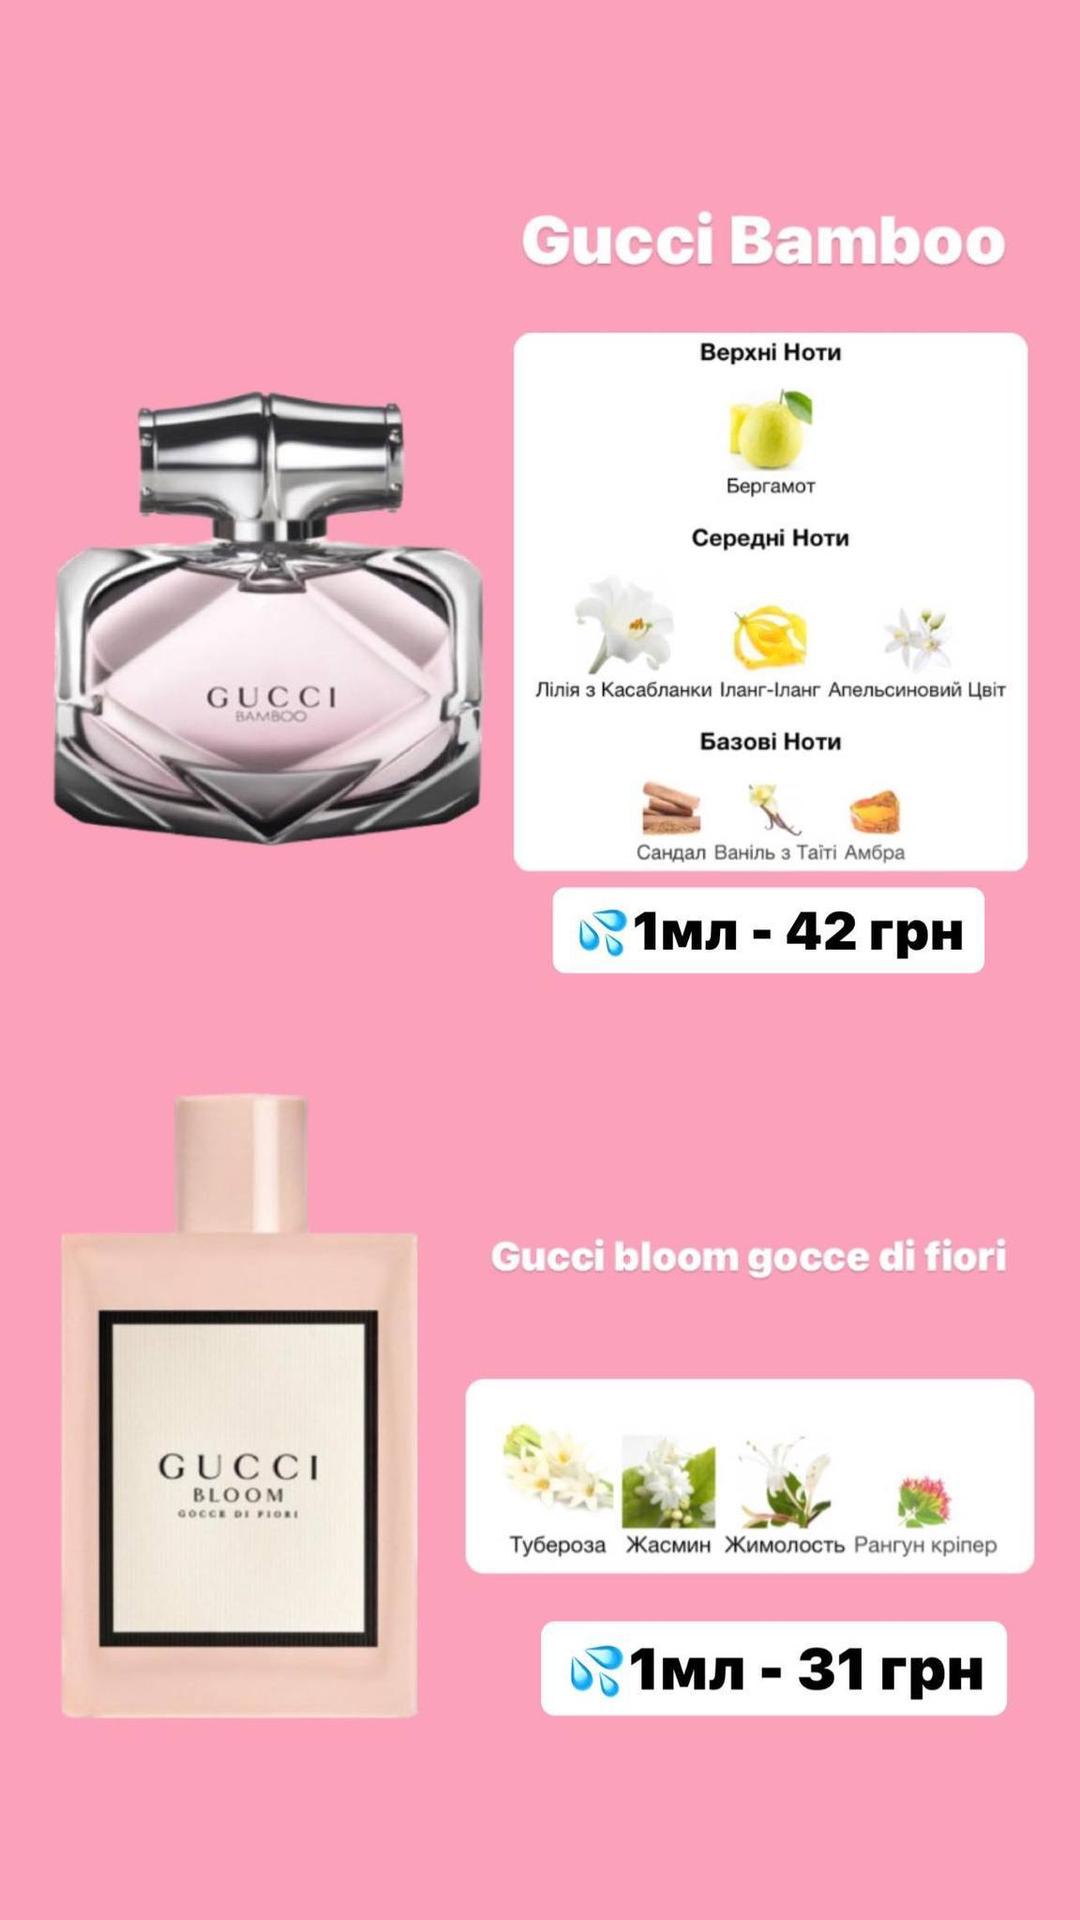 Gucci Bamboo
Верхні Ноти
Бергамот
Середні Ноти
Лілія з Касабланки Іланг-Іланг Апельсиновий Цвіт
Базові Ноти
Сандал Ваніль з Таїті Амбра
GUCCI
BAMBOO
💦1мл - 42 грн
Gucci bloom gocce di fiori
GUCCI
BLOOM
GOCCE DI FIORI
Тубероза Жасмин Жимолость Рангун кріпер
💦1мл - 31 грн